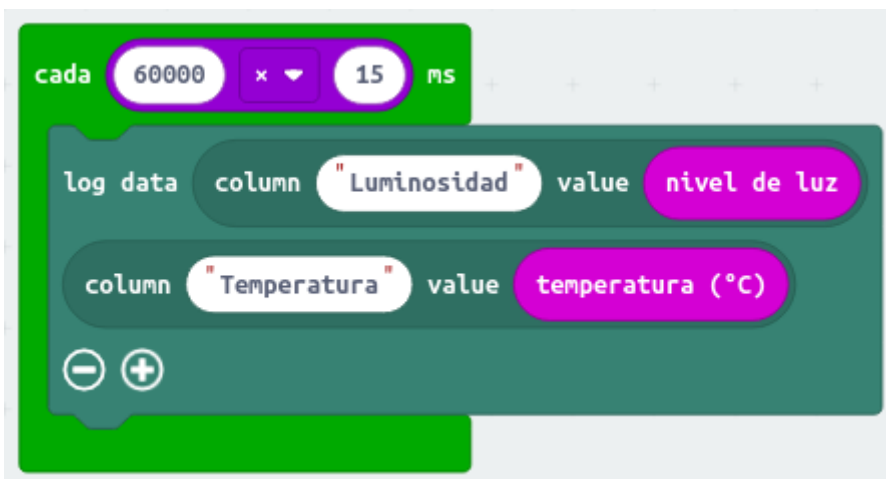 cada 60000 × 15 ms
log data column "Luminosidad" value nivel de luz
column "Temperatura" value temperatura (°C)